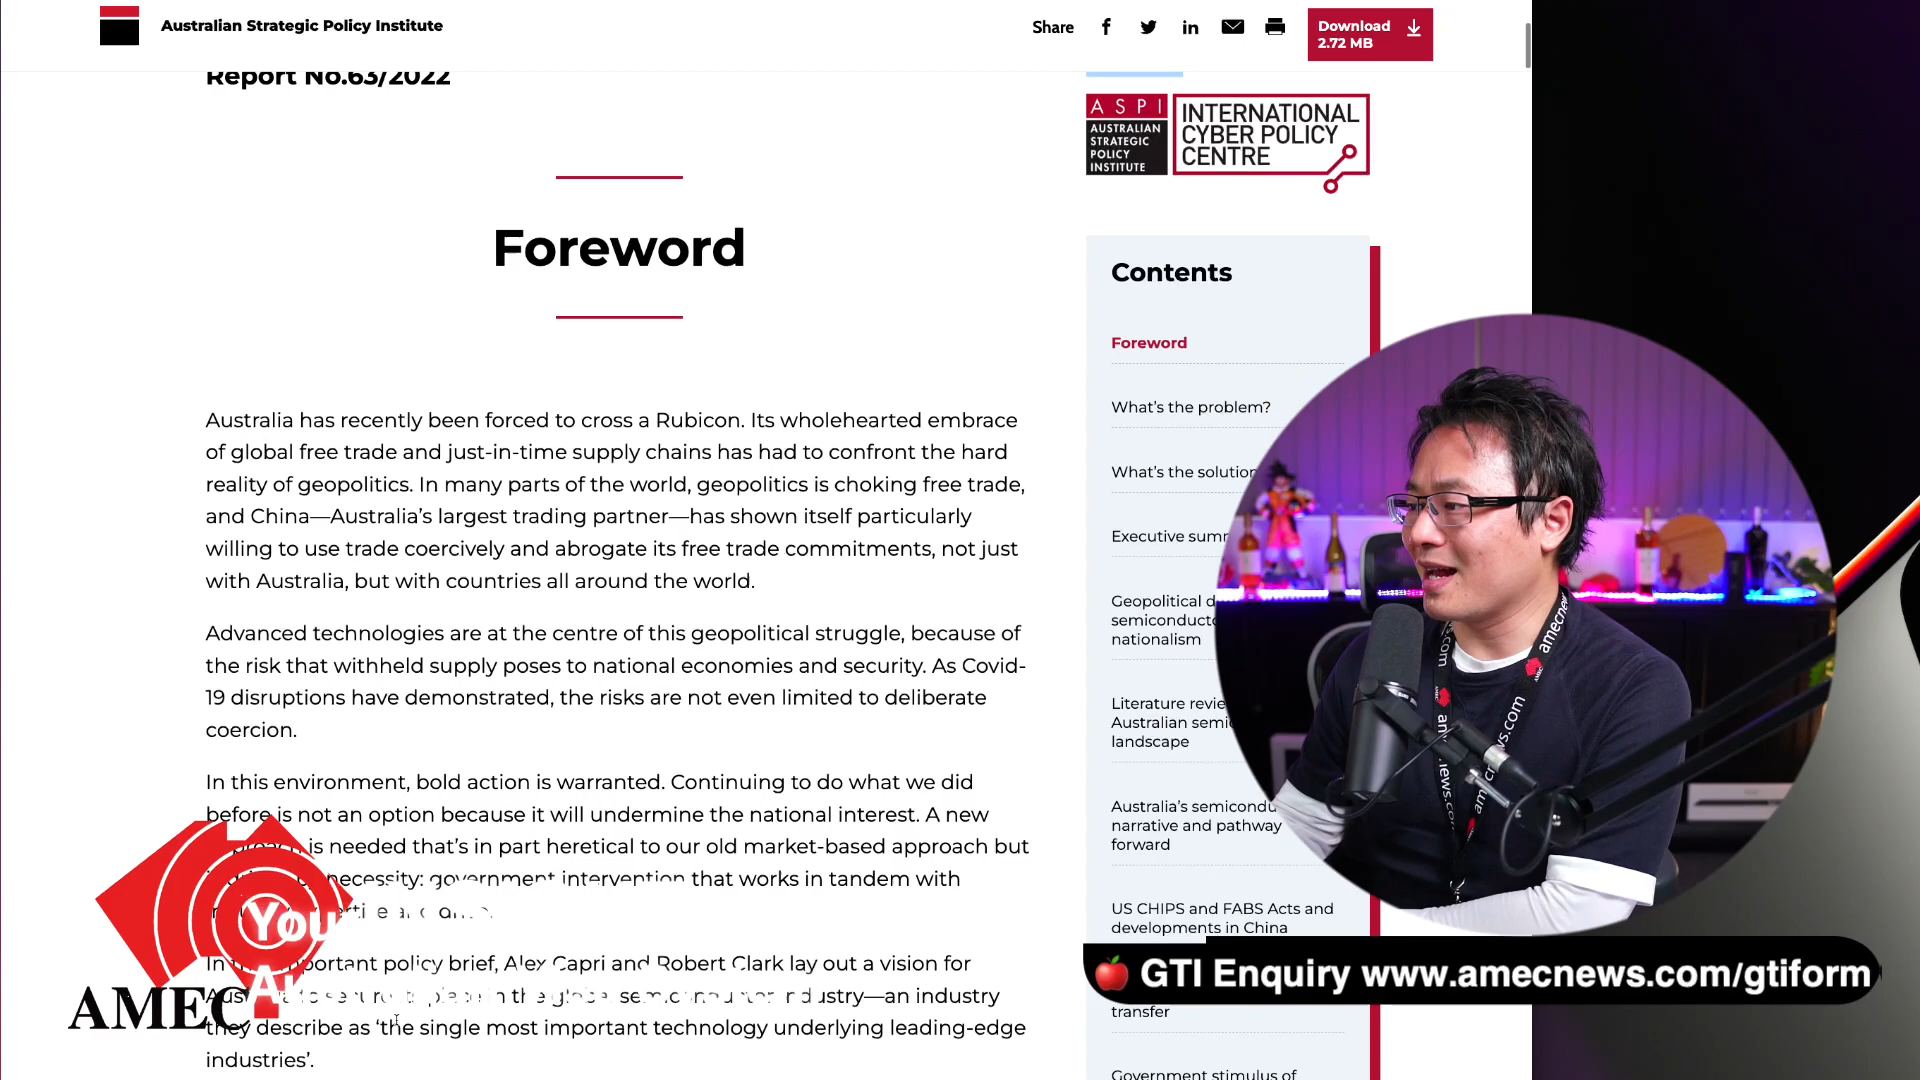 Australian Strategic Policy Institute
Share
Download
2.72 MB
Report No.63/2022
ASPI
AUSTRALIAN
STRATEGIC
POLICY
INSTITUTE
INTERNATIONAL
CYBER POLICY
CENTRE
Foreword
Australia has recently been forced to cross a Rubicon. Its wholehearted embrace
of global free trade and just-in-time supply chains has had to confront the hard
reality of geopolitics. In many parts of the world, geopolitics is choking free trade,
and China—Australia’s largest trading partner—has shown itself particularly
willing to use trade coercively and abrogate its free trade commitments, not just
with Australia, but with countries all around the world.
Advanced technologies are at the centre of this geopolitical struggle, because of
the risk that withheld supply poses to national economies and security. As Covid-
19 disruptions have demonstrated, the risks are not even limited to deliberate
coercion.
In this environment, bold action is warranted. Continuing to do what we did
before is not an option because it will undermine the national interest. A new
is needed that’s in part heretical to our old market-based approach but
necessity: government intervention that works in tandem with
In policy brief, Alex Capri and Robert Clark lay out a vision for
in the industry—an industry
they describe as ‘the single most important technology underlying leading-edge
industries’.
Contents
Foreword
What’s the problem?
What’s the solution
Executive
Geopolitical
nationalism
Literature
Australian
landscape
Australia’s
narrative and pathway
forward
US CHIPS and FABS Acts and
developments in China
transfer
Government stimulus of
AMEC
amecnews.com
🍎 GTI Enquiry www.amecnews.com/gtiform